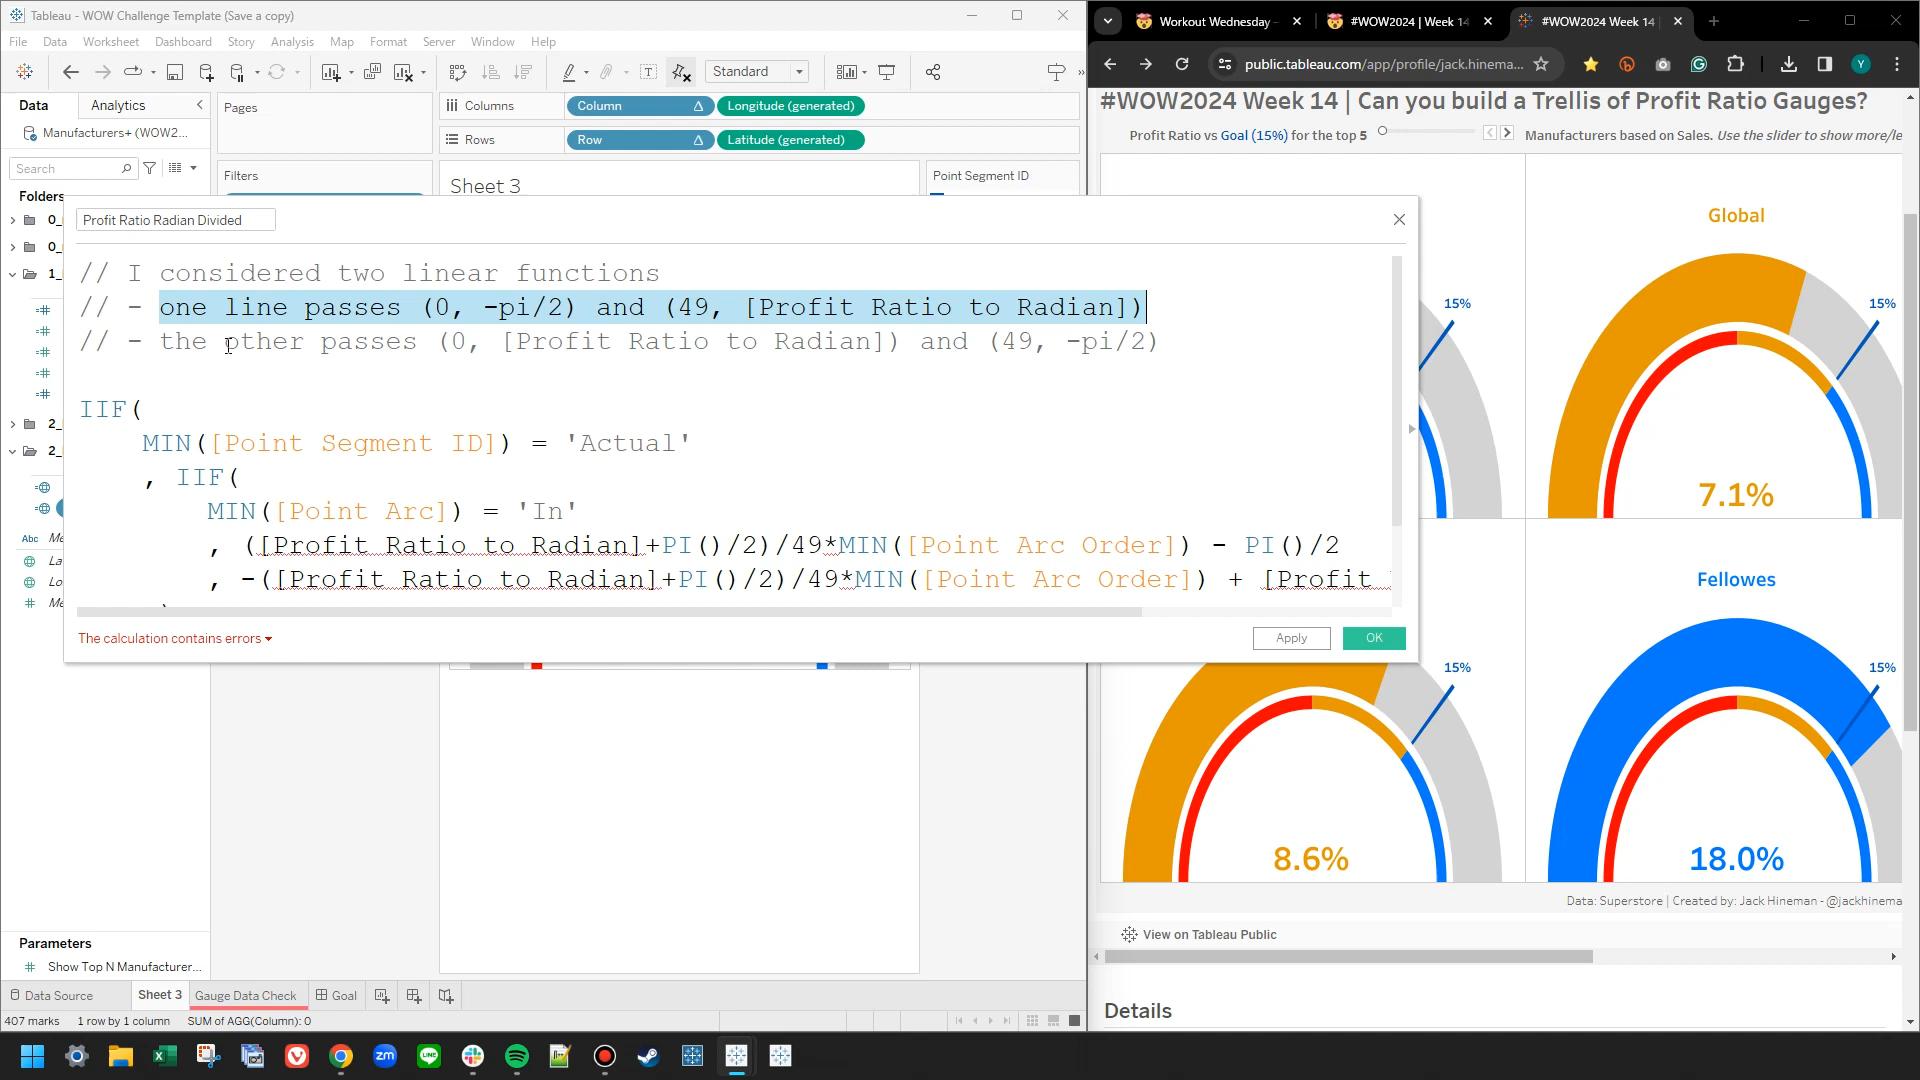 Tableau - WOW Challenge Template (Save a copy)
File Data Worksheet Dashboard Story Analysis Map Format Server Window Help
Standard
Data Analytics
Manufacturers+ (WOW2...
Search
Folders
Pages
Filters
Columns Column Longitude (generated)
Rows Row Latitude (generated)
Sheet 3
Point Segment ID
Profit Ratio Radian Divided
// I considered two linear functions
// - one line passes (0, -pi/2) and (49, [Profit Ratio to Radian])
// - the other passes (0, [Profit Ratio to Radian]) and (49, -pi/2)
IIF(
MIN([Point Segment ID]) = 'Actual'
, IIF(
MIN([Point Arc]) = 'In'
, ([Profit Ratio to Radian]+PI()/2)/49*MIN([Point Arc Order]) - PI()/2
, -([Profit Ratio to Radian]+PI()/2)/49*MIN([Point Arc Order]) + [Profit
The calculation contains errors
Apply OK
Abc
Parameters
Show Top N Manufacturer...
Data Source Sheet 3 Gauge Data Check Goal
407 marks 1 row by 1 column SUM of AGG(Column): 0
Workout Wednesday #WOW2024 | Week 14 #WOW2024 Week 14
public.tableau.com/app/profile/jack.hinema...
#WOW2024 Week 14 | Can you build a Trellis of Profit Ratio Gauges?
Profit Ratio vs Goal (15%) for the top 5 Manufacturers based on Sales. Use the slider to show more/le
Global
15% 15%
7.1%
Fellowes
15% 15%
8.6% 18.0%
Data: Superstore | Created by: Jack Hineman - @jackhinema
View on Tableau Public
Details